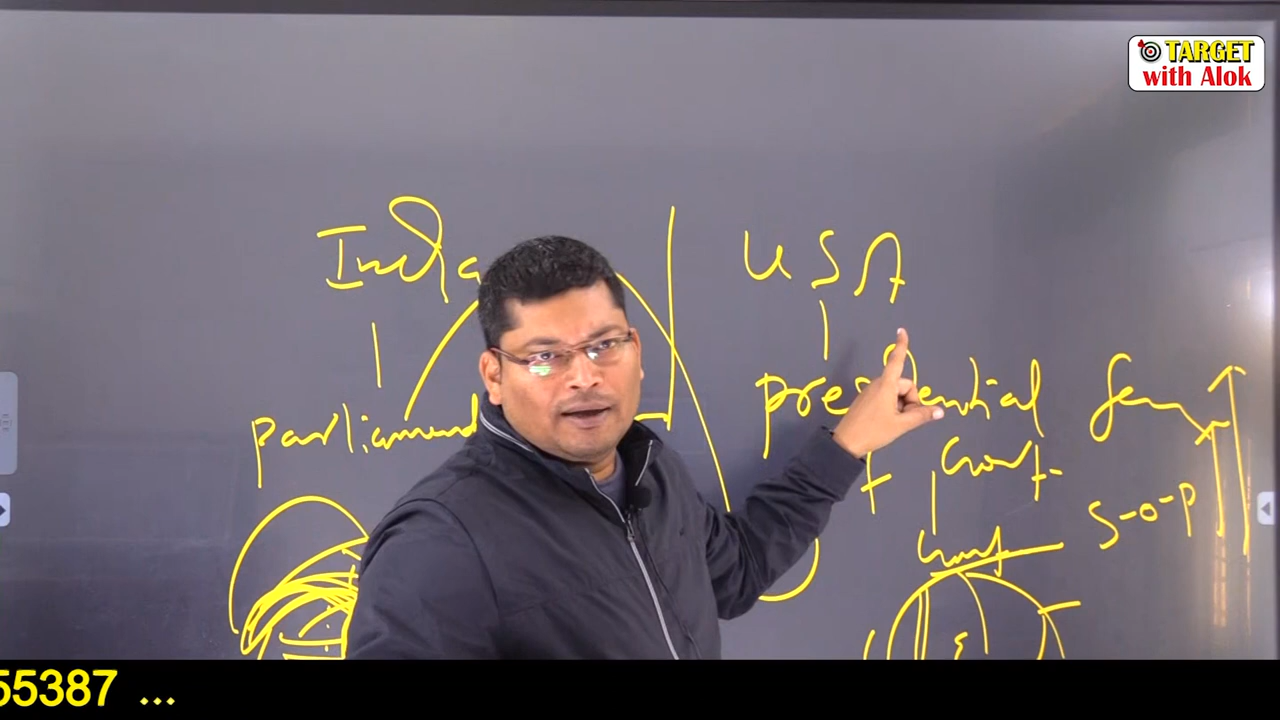 TARGET
with Alok
India
USA
parliament
presidential
Govt.
S-O-P
Govt
55387 ...